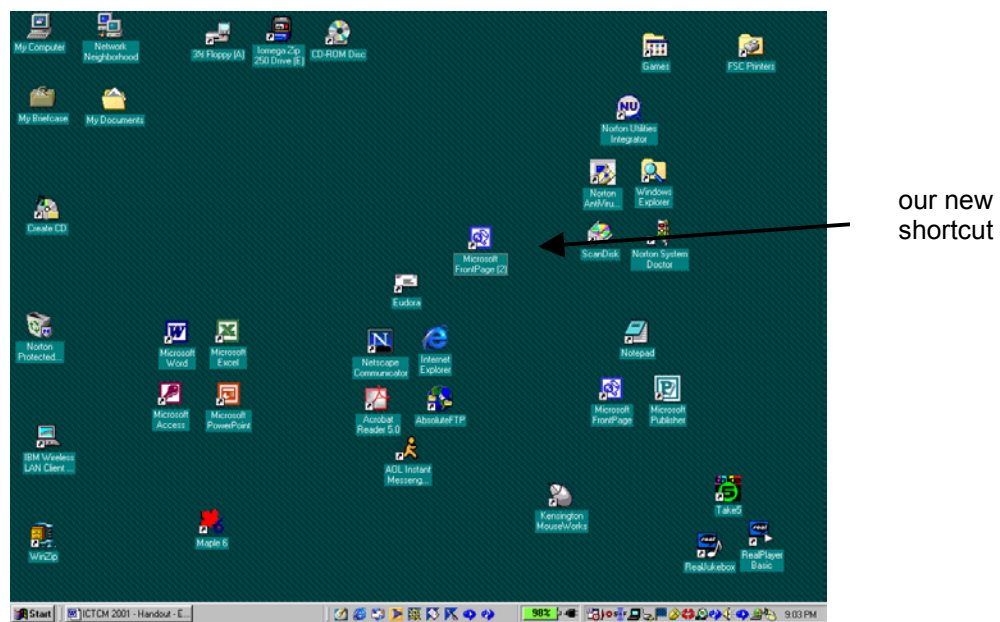 My Computer
Network
Neighborhood
3½ Floppy (A)
Iomega Zip
250 Drive (E)
CD-ROM Disc
Games
FSC Printers
My Briefcase
My Documents
NU
Norton Utilities
Integrator
Norton
AntiViru...
Windows
Explorer
our new
shortcut
Create CD
ScanDisk
Norton System
Doctor
Microsoft
FrontPage (2)
Eudora
Norton
Protected...
Microsoft
Word
Microsoft
Excel
Netscape
Communicator
Internet
Explorer
Notepad
Microsoft
Access
Microsoft
PowerPoint
Acrobat
Reader 5.0
AbsoluteFTP
Microsoft
FrontPage
Microsoft
Publisher
IBM Wireless
LAN Client ...
AOL Instant
Messeng...
Kensington
MouseWorks
Take5
WinZip
Maple 6
real
RealJukebox
real
RealPlayer
Basic
Start
ICTCM 2001 - Handout - E...
98%
9:03 PM